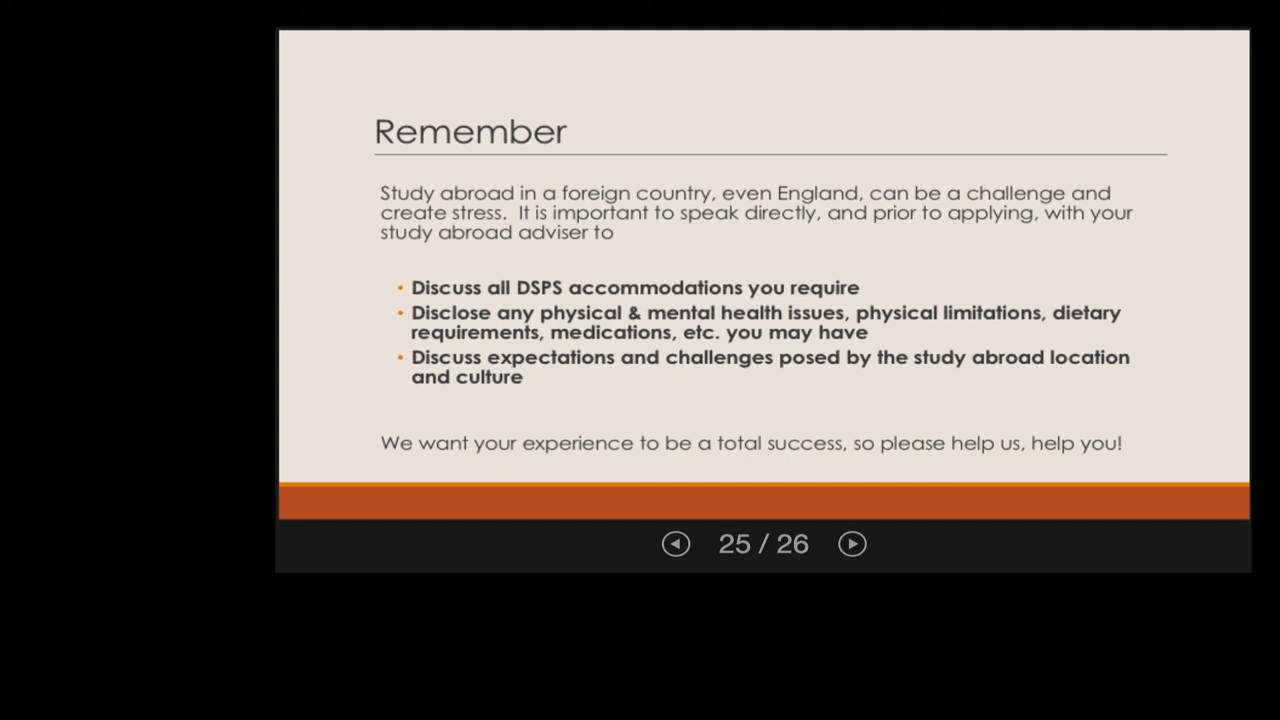 Remember
Study abroad in a foreign country, even England, can be a challenge and
create stress.  It is important to speak directly, and prior to applying, with your
study abroad adviser to
• Discuss all DSPS accommodations you require
• Disclose any physical & mental health issues, physical limitations, dietary
requirements, medications, etc. you may have
• Discuss expectations and challenges posed by the study abroad location
and culture
We want your experience to be a total success, so please help us, help you!
25 / 26